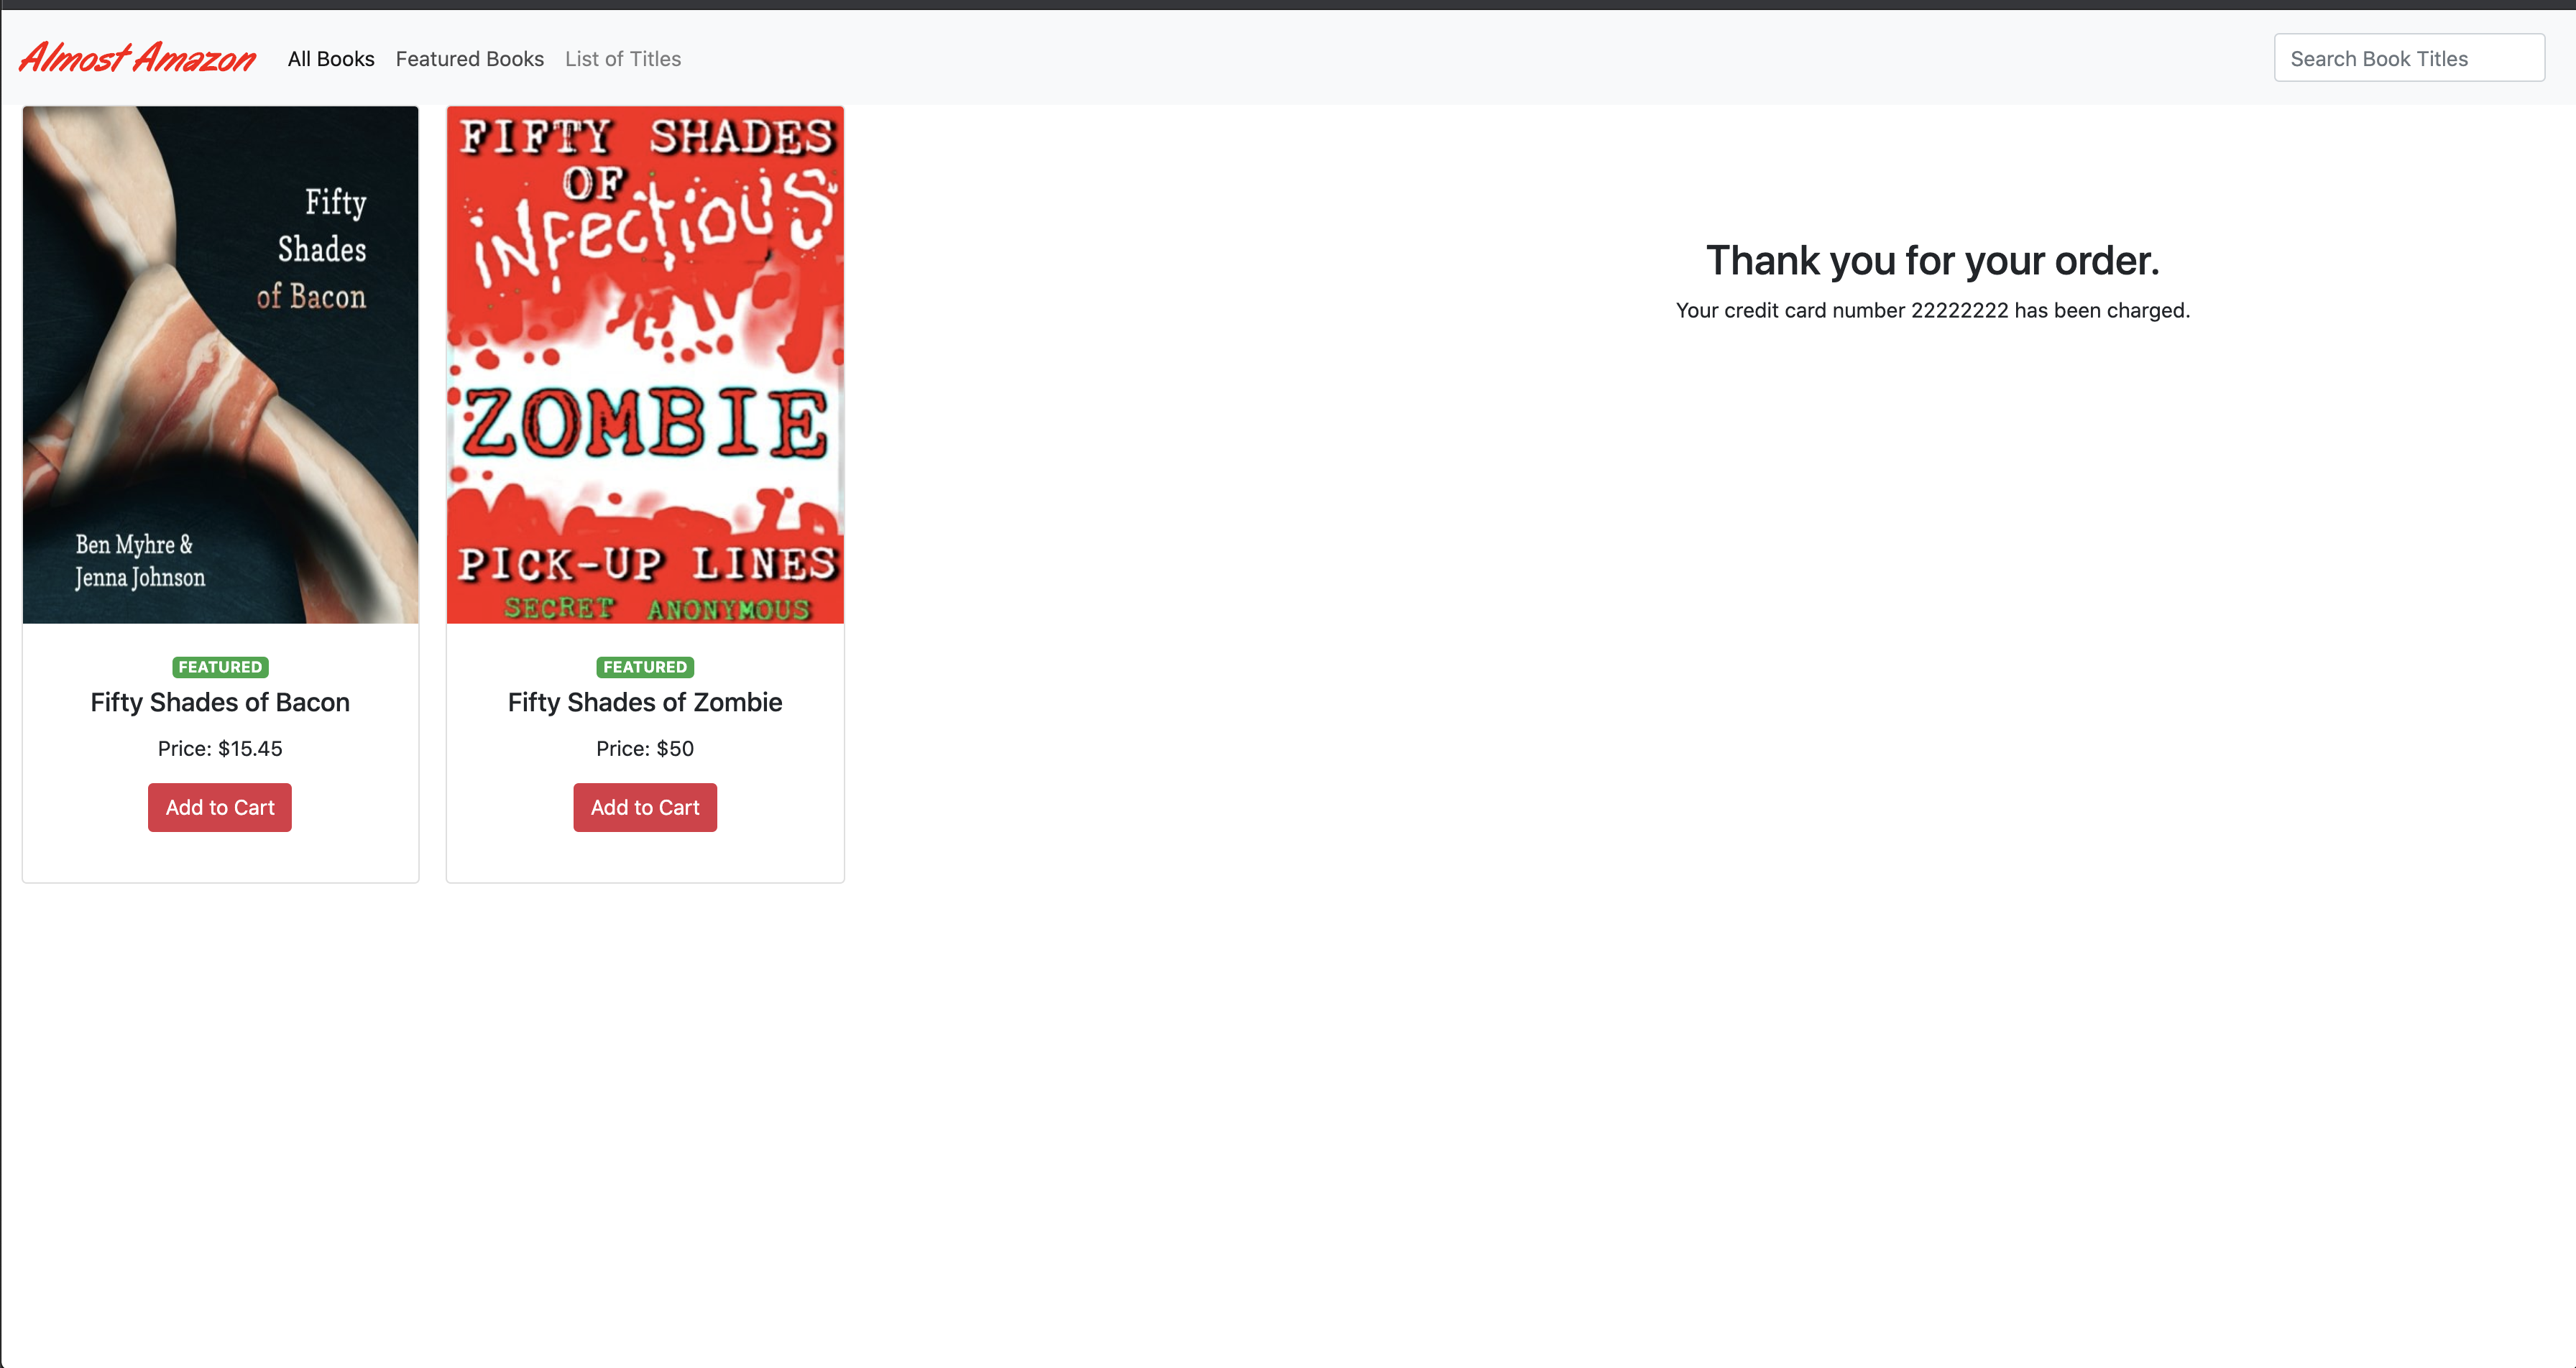 Almost Amazon
All Books
Featured Books
List of Titles
Search Book Titles
Fifty
Shades
of Bacon
Ben Myhre &
Jenna Johnson
FEATURED
Fifty Shades of Bacon
Price: $15.45
Add to Cart
FIFTY SHADES
OF
iNFectioUS
ZOMBIE
PICK-UP LINES
SECRET ANONYMOUS
FEATURED
Fifty Shades of Zombie
Price: $50
Add to Cart
Thank you for your order.
Your credit card number 22222222 has been charged.